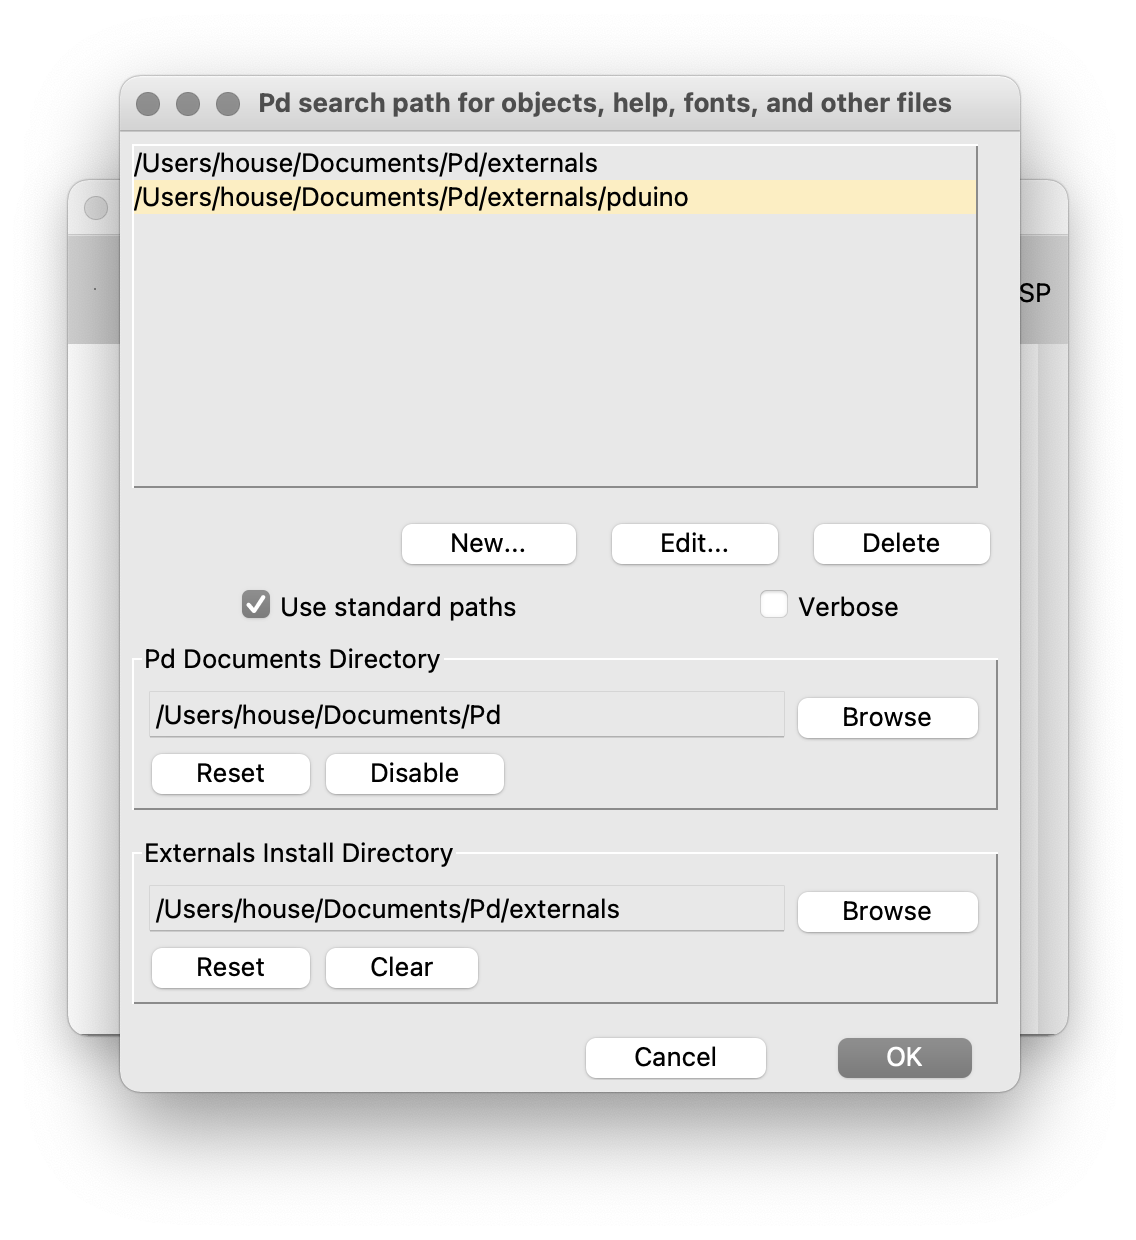 Pd search path for objects, help, fonts, and other files
/Users/house/Documents/Pd/externals
/Users/house/Documents/Pd/externals/pduino
SP
New...
Edit...
Delete
Use standard paths
Verbose
Pd Documents Directory
/Users/house/Documents/Pd
Browse
Reset
Disable
Externals Install Directory
/Users/house/Documents/Pd/externals
Browse
Reset
Clear
Cancel
OK